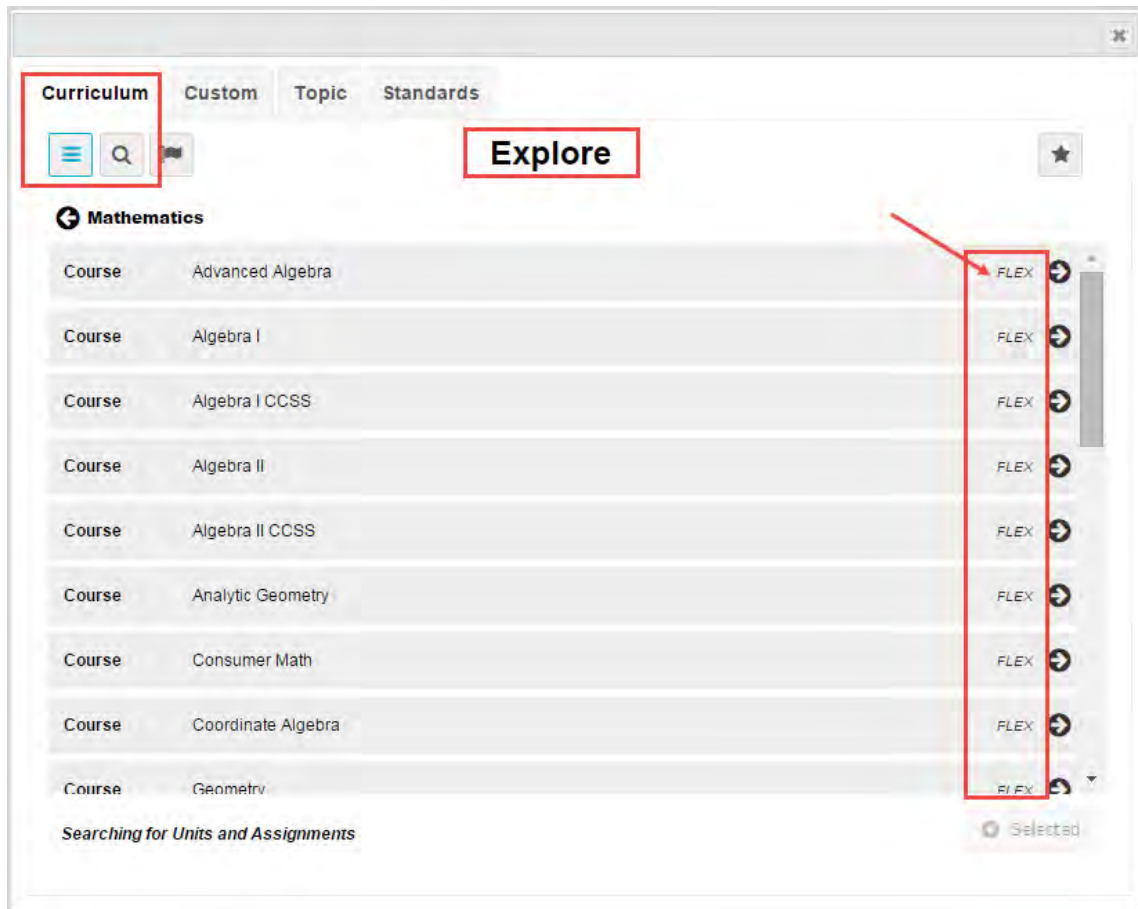 Curriculum Custom Topic Standards
Explore
Mathematics
Course Advanced Algebra FLEX
Course Algebra I FLEX
Course Algebra I CCSS FLEX
Course Algebra II FLEX
Course Algebra II CCSS FLEX
Course Analytic Geometry FLEX
Course Consumer Math FLEX
Course Coordinate Algebra FLEX
Course Geometry FLEX
Searching for Units and Assignments Selected